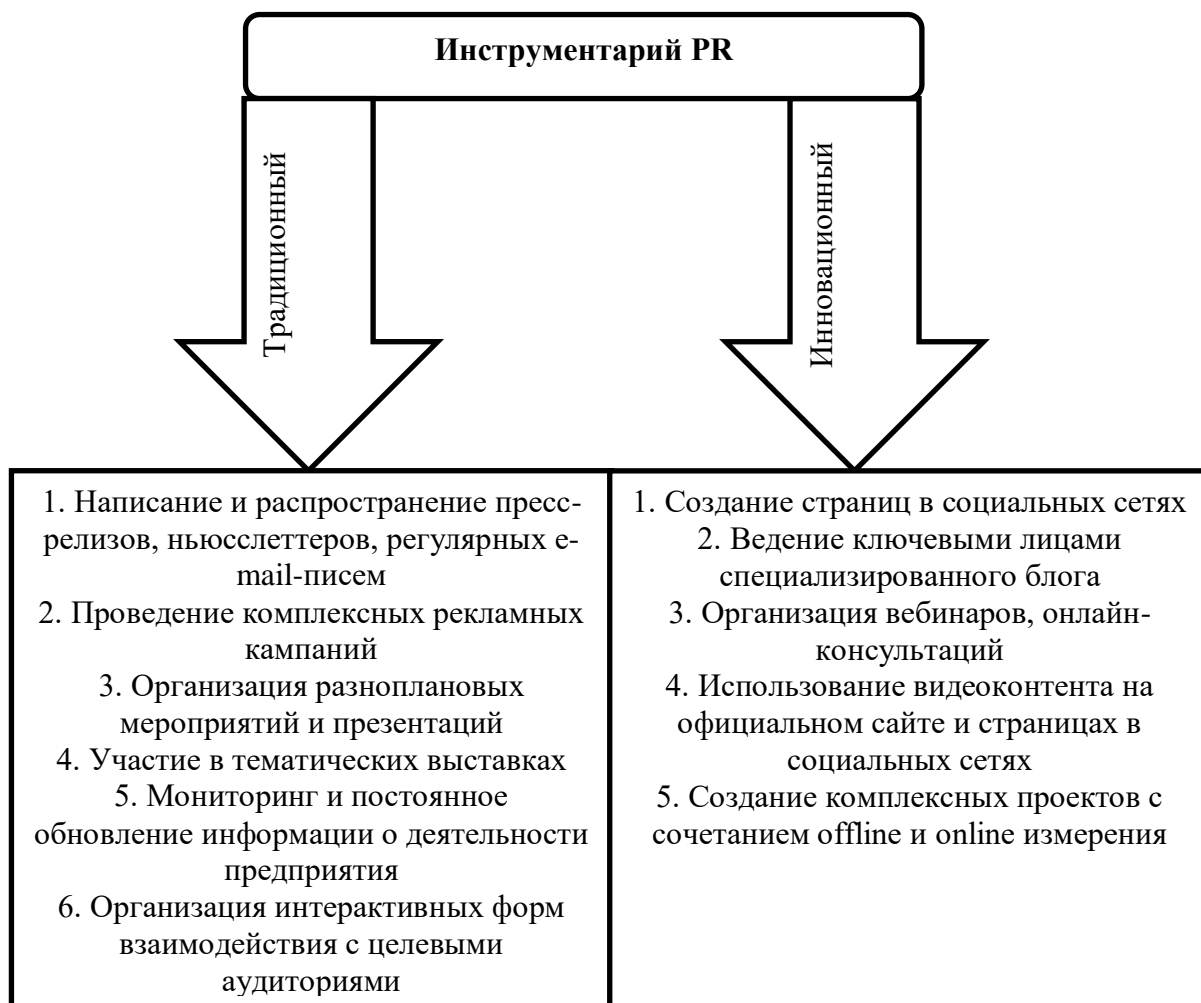 Инструментарий PR
Традиционный
Инновационный
1. Написание и распространение пресс-
релизов, ньюсслеттеров, регулярных e-
mail-писем
2. Проведение комплексных рекламных
кампаний
3. Организация разноплановых
мероприятий и презентаций
4. Участие в тематических выставках
5. Мониторинг и постоянное
обновление информации о деятельности
предприятия
6. Организация интерактивных форм
взаимодействия с целевыми
аудиториями
1. Создание страниц в социальных сетях
2. Ведение ключевыми лицами
специализированного блога
3. Организация вебинаров, онлайн-
консультаций
4. Использование видеоконтента на
официальном сайте и страницах в
социальных сетях
5. Создание комплексных проектов с
сочетанием offline и online измерения